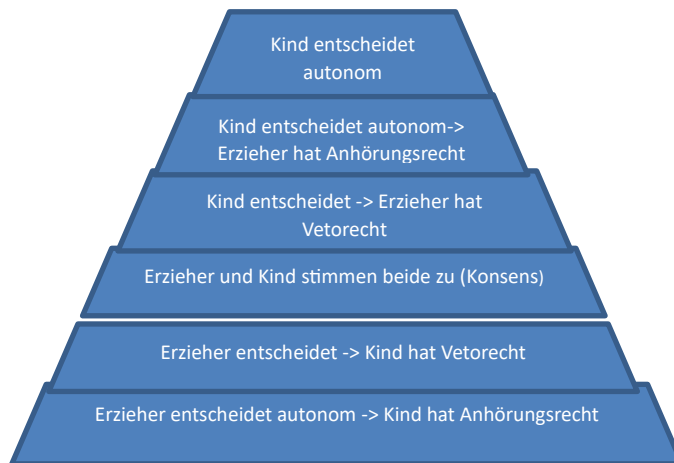 Kind entscheidet
autonom
Kind entscheidet autonom->
Erzieher hat Anhörungsrecht
Kind entscheidet -> Erzieher hat
Vetorecht
Erzieher und Kind stimmen beide zu (Konsens)
Erzieher entscheidet -> Kind hat Vetorecht
Erzieher entscheidet autonom -> Kind hat Anhörungsrecht